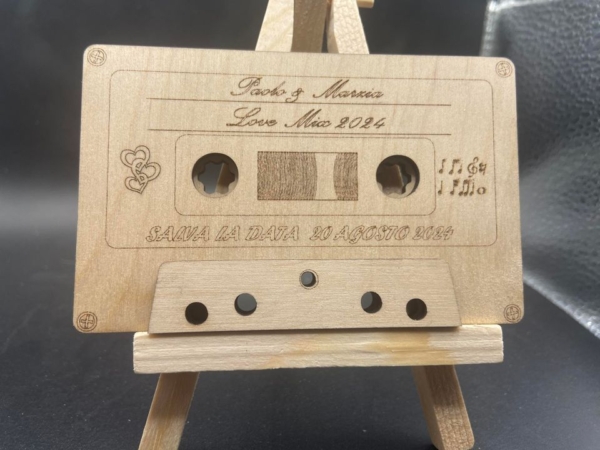 Paolo & Marzia
Love Mix 2024
SALVA LA DATA 20 AGOSTO 2024